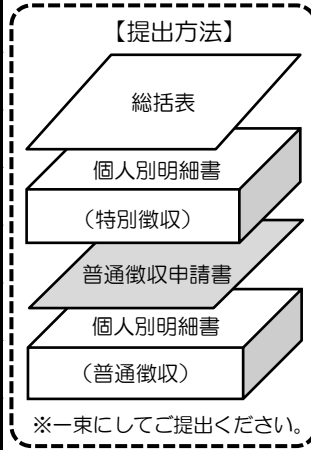 【提出方法】
総括表
個人別明細書
(特別徴収)
普通徴収申請書
個人別明細書
(普通徴収)
※一束にしてご提出ください。